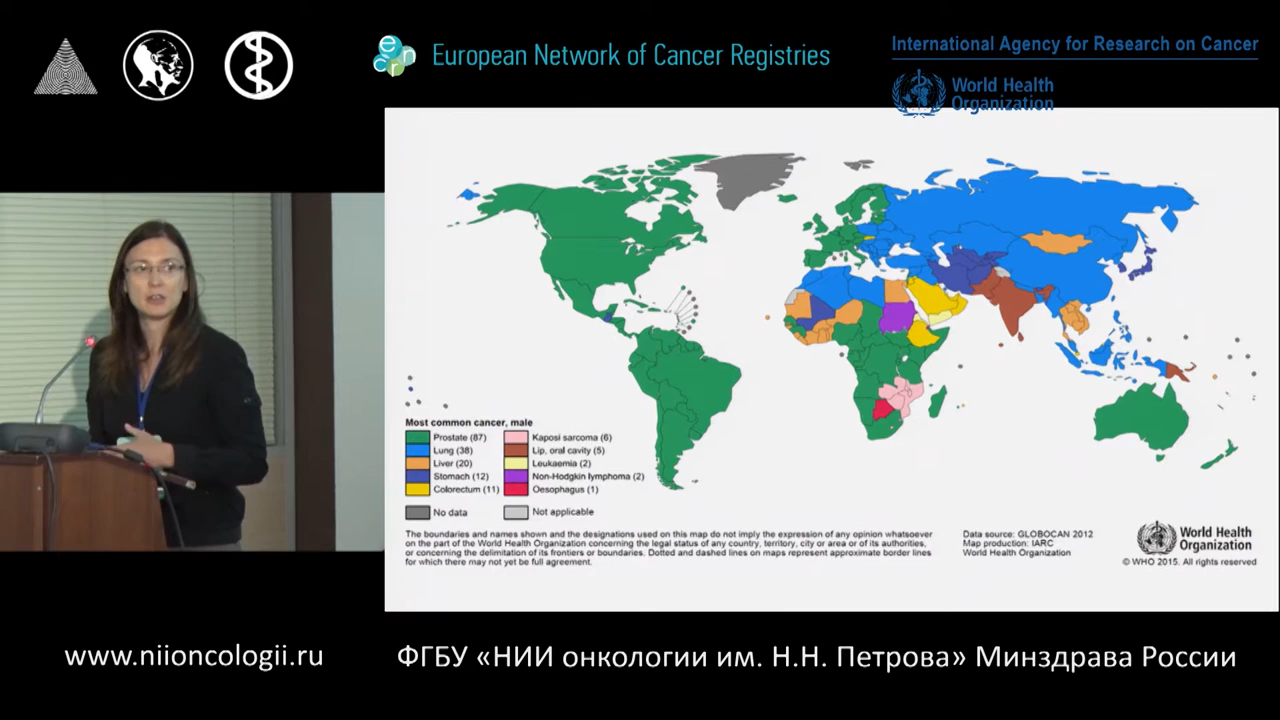 European Network of Cancer Registries
International Agency for Research on Cancer
World Health
Organization
Most common cancer, male
Prostate (87)
Lung (38)
Liver (20)
Stomach (12)
Colorectum (11)
No data
Kaposi sarcoma (6)
Lip, oral cavity (5)
Leukaemia (2)
Non-Hodgkin lymphoma (2)
Oesophagus (1)
Not applicable
The boundaries and names shown and the designations used on this map do not imply the expression of any opinion whatsoever
on the part of the World Health Organization concerning the legal status of any country, territory, city or area or of its authorities,
or concerning the delimitation of its frontiers or boundaries. Dotted and dashed lines on maps represent approximate border lines
for which there may not yet be full agreement.
Data source: GLOBOCAN 2012
Map production: IARC
World Health Organization
World Health
Organization
© WHO 2015. All rights reserved
www.niioncologii.ru
ФГБУ «НИИ онкологии им. Н.Н. Петрова» Минздрава России